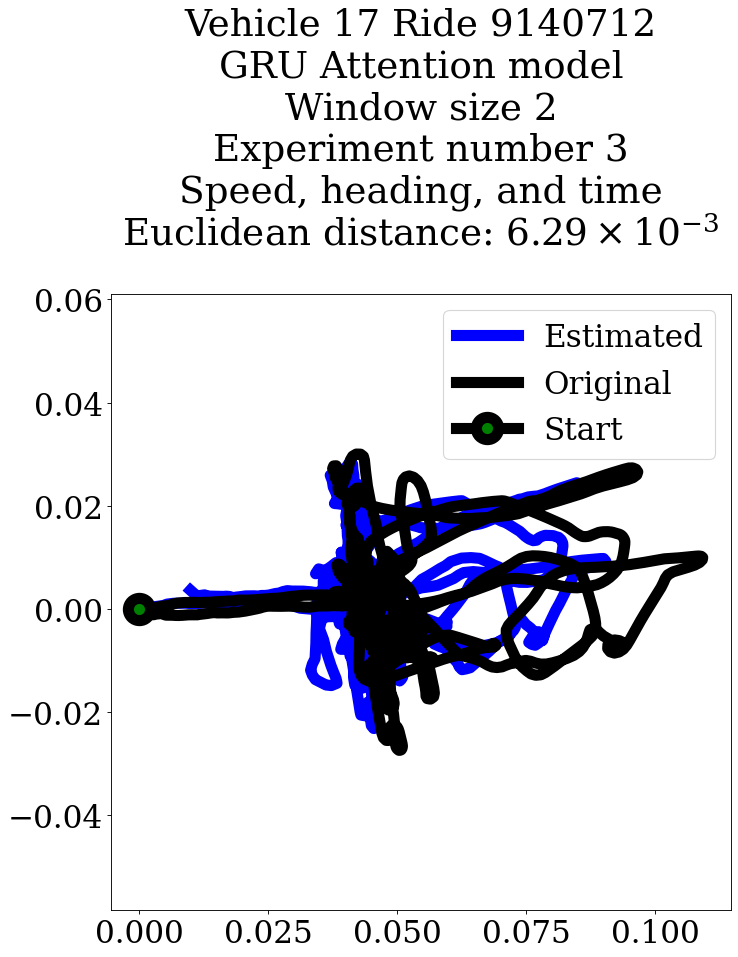 Vehicle 17 Ride 9140712
GRU Attention model
Window size 2
Experiment number 3
Speed, heading, and time
Euclidean distance: 6.29 × 10⁻³
0.06
0.04
0.02
0.00
−0.02
−0.04
Estimated
Original
Start
0.000 0.025 0.050 0.075 0.100